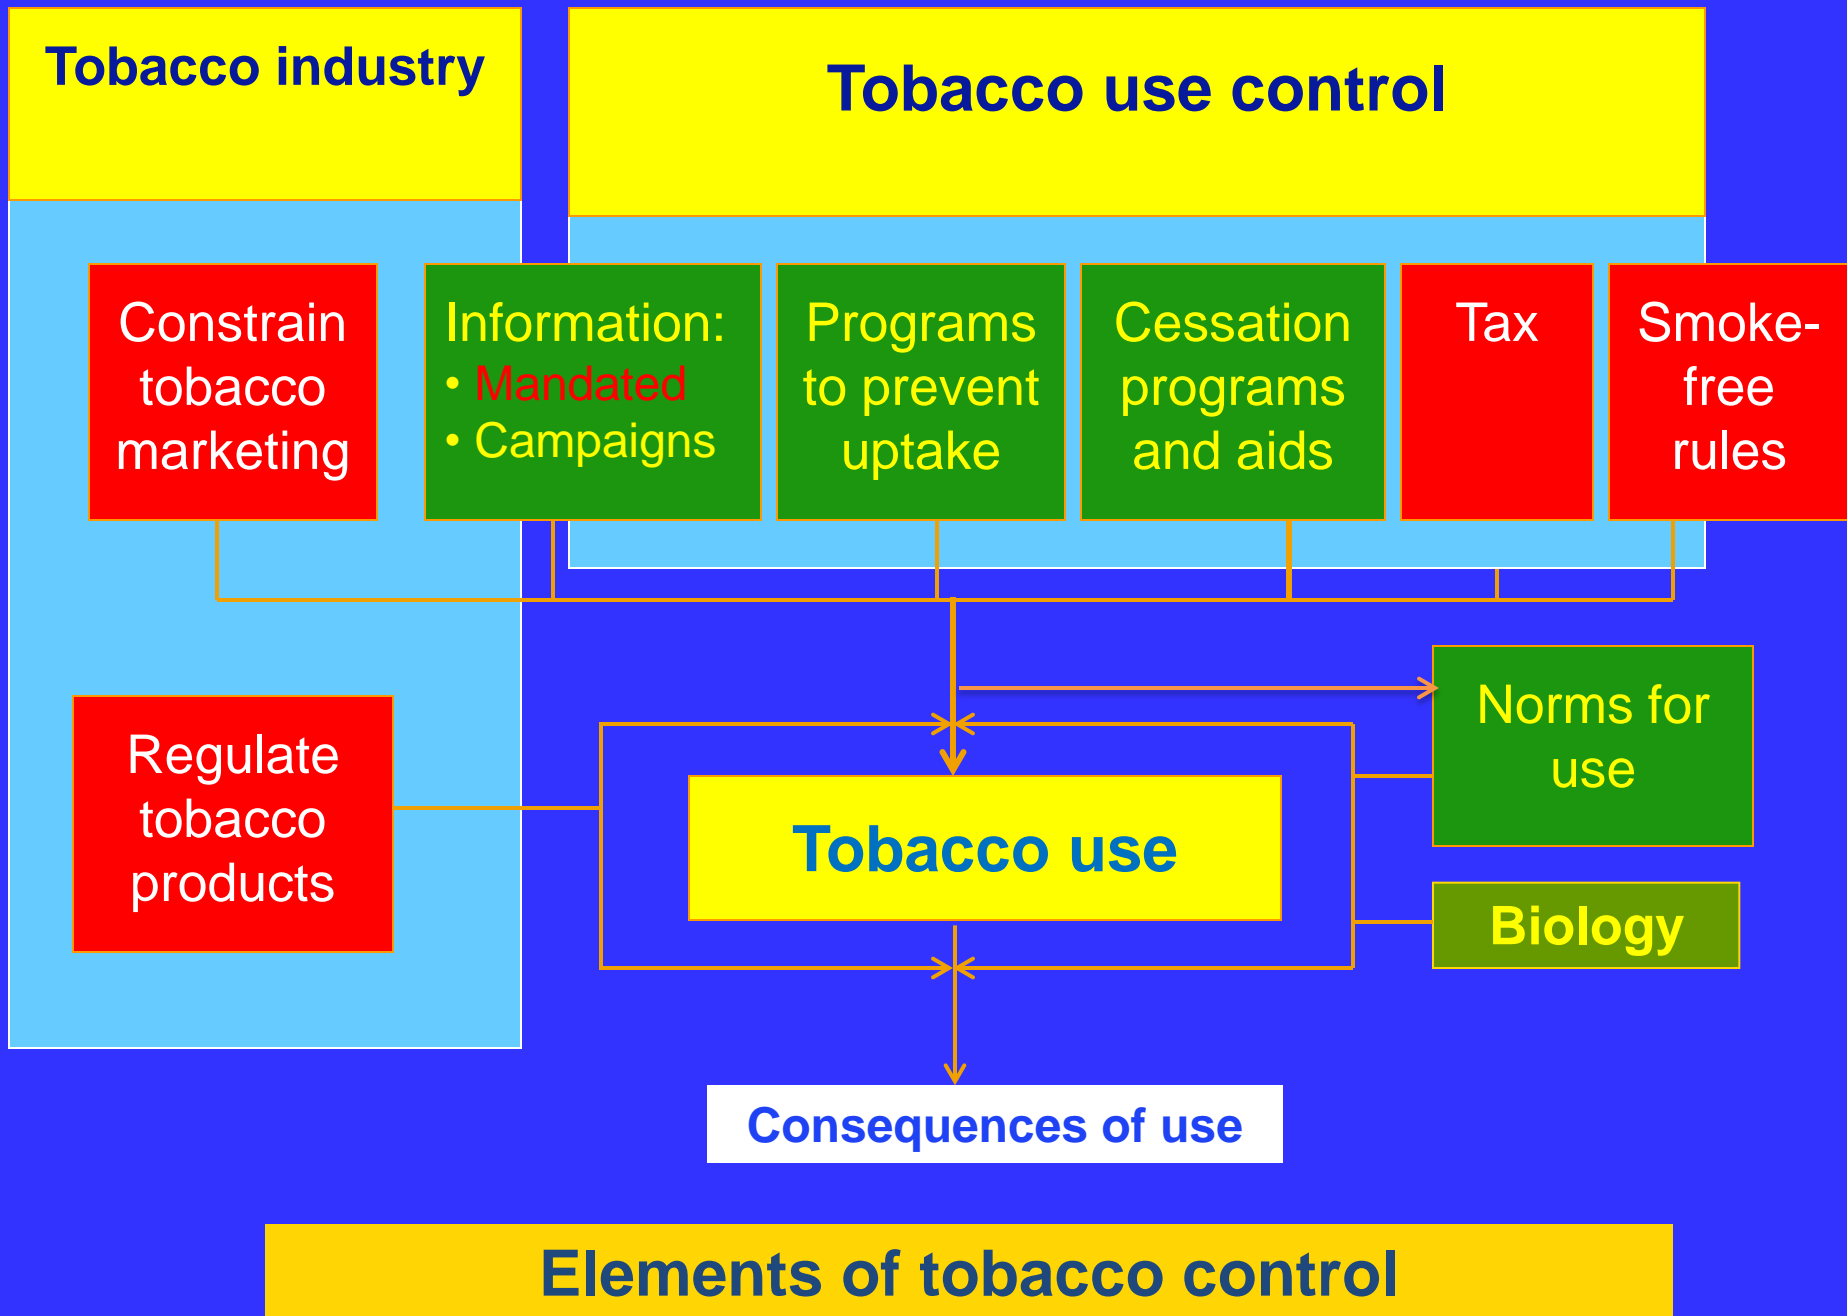 Tobacco industry
Tobacco use control
Constrain
tobacco
marketing
Information:
• Mandated
• Campaigns
Programs
to prevent
uptake
Cessation
programs
and aids
Tax
Smoke-
free
rules
Norms for
use
Regulate
tobacco
products
Tobacco use
Biology
Consequences of use
Elements of tobacco control